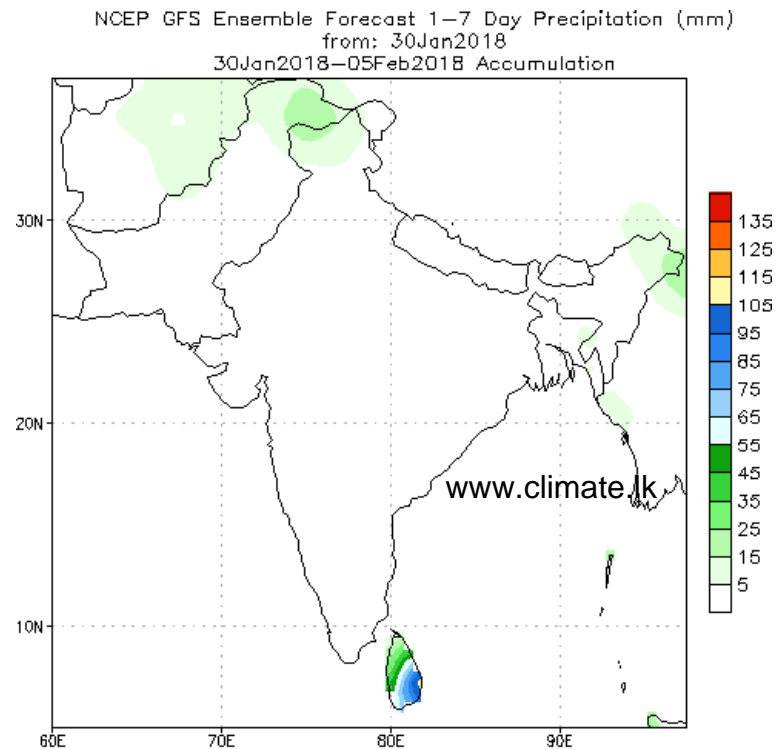 NCEP GFS Ensemble Forecast 1-7 Day Precipitation (mm)
from: 30Jan2018
30Jan2018-05Feb2018 Accumulation
30N
20N
10N
60E
70E
80E
90E
www.climate.lk
135
125
115
105
95
85
75
65
55
45
35
25
15
5